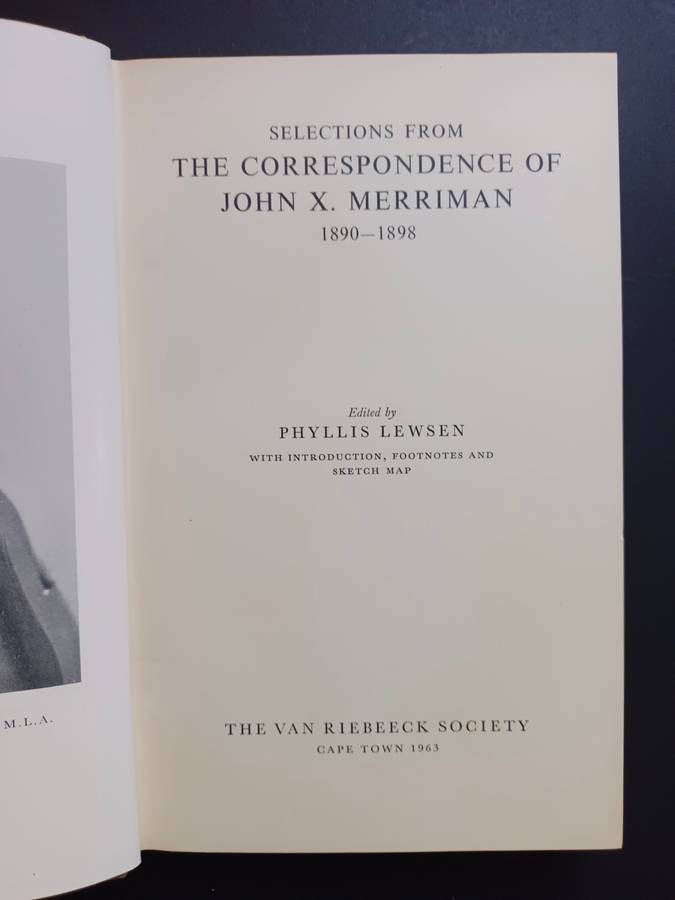 SELECTIONS FROM
THE CORRESPONDENCE OF
JOHN X. MERRIMAN
1890—1898
Edited by
PHYLLIS LEWSEN
WITH INTRODUCTION, FOOTNOTES AND
SKETCH MAP
THE VAN RIEBEECK SOCIETY
CAPE TOWN 1963
M.L.A.